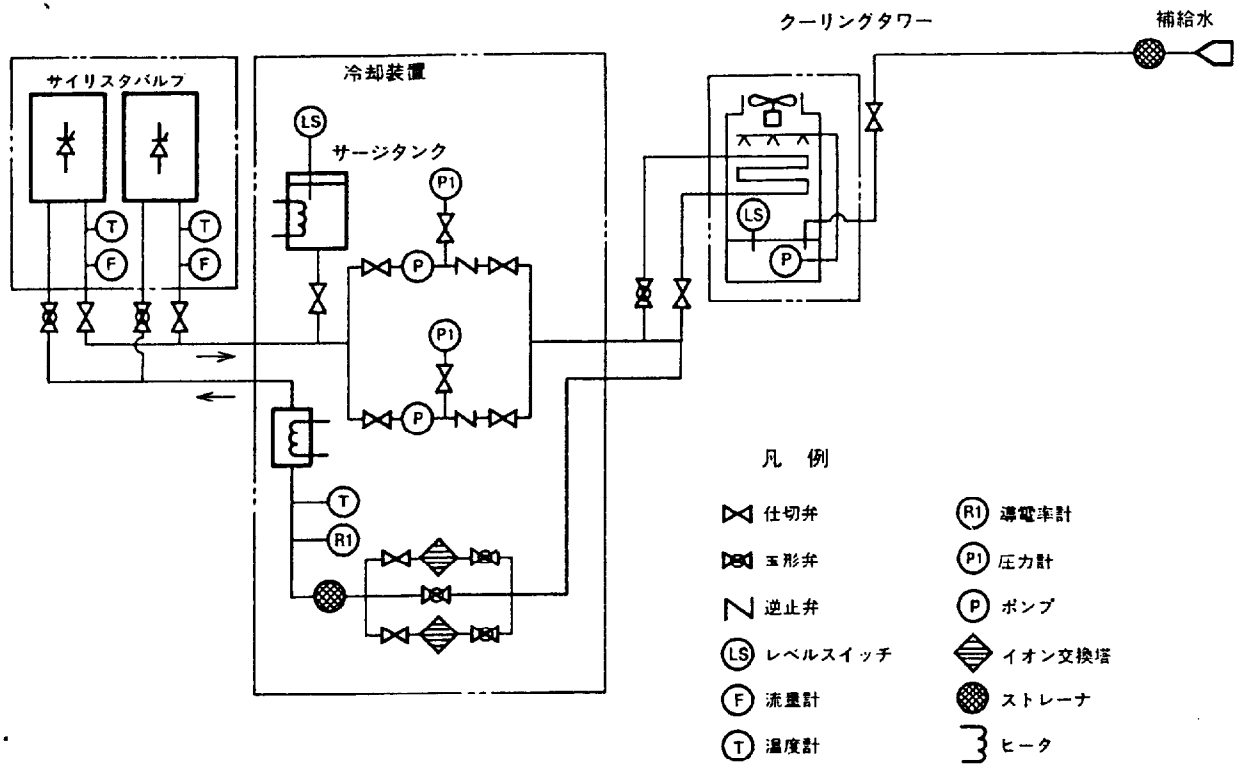 クーリングタワー
補給水
サイリスタバルブ
冷却装置
LS
サージタンク
P1
T
T
F
F
P
LS
P
P1
P
T
R1
凡 例
仕切弁
R1 導電率計
玉形弁
P1 圧力計
逆止弁
P ポンプ
LS レベルスイッチ
イオン交換塔
F 流量計
ストレーナ
T 温度計
ヒータ